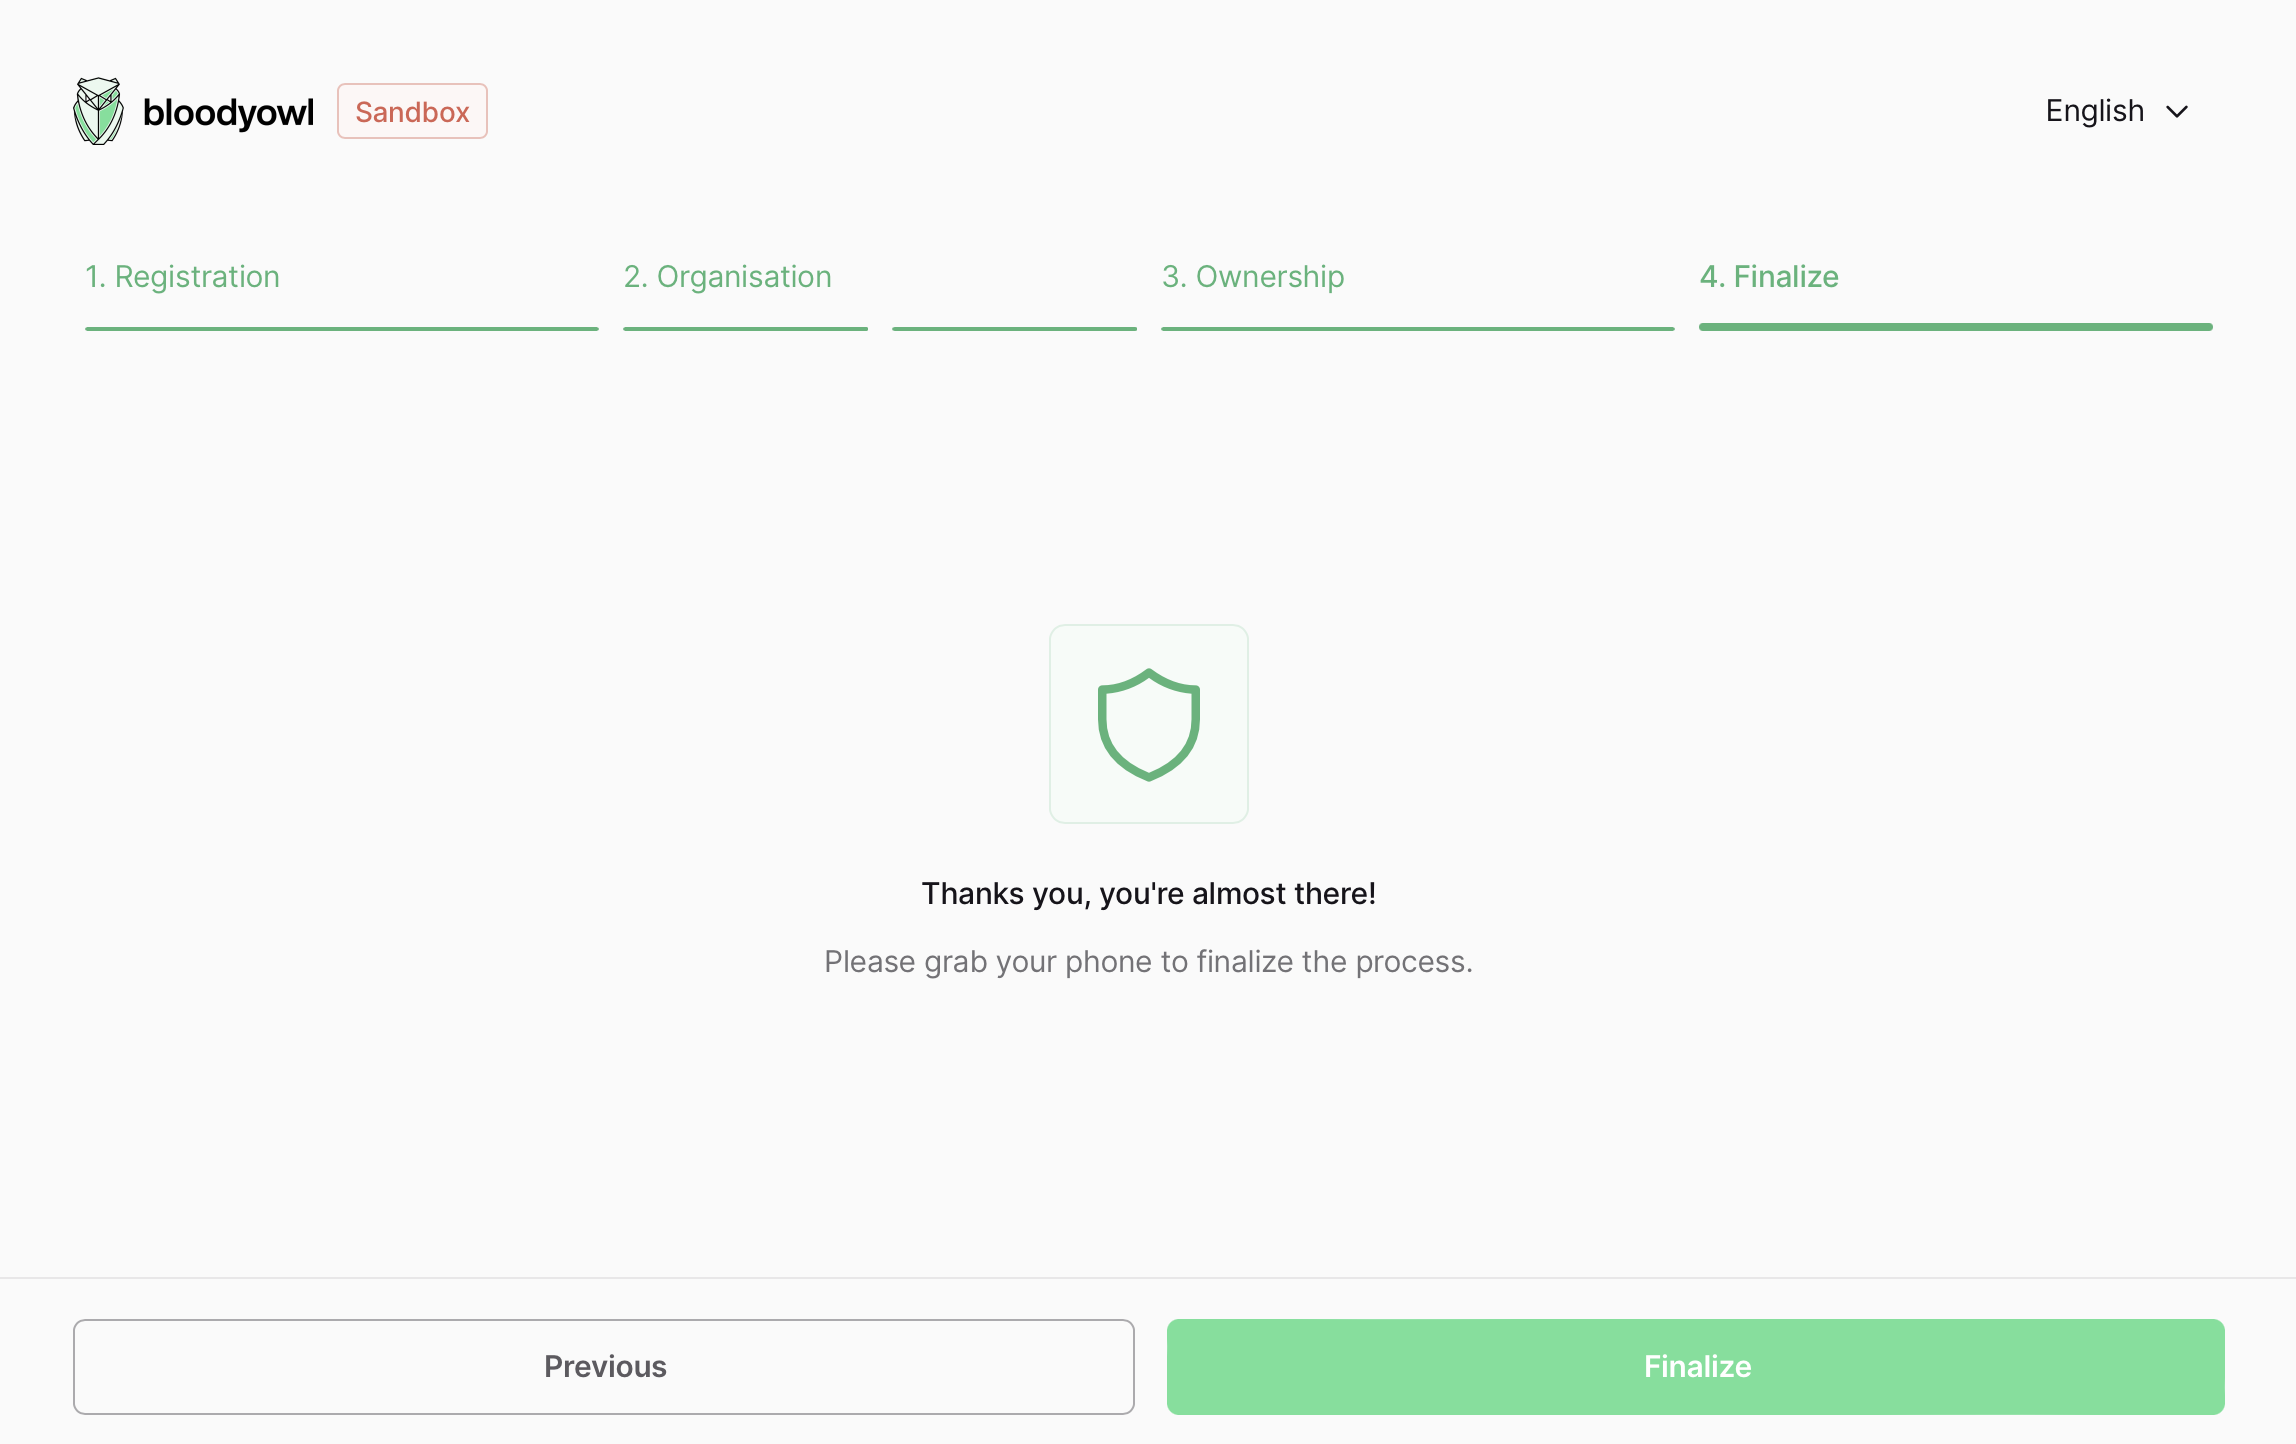 bloodyowl
Sandbox
English
1. Registration
2. Organisation
3. Ownership
4. Finalize
Thanks you, you're almost there!
Please grab your phone to finalize the process.
Previous
Finalize